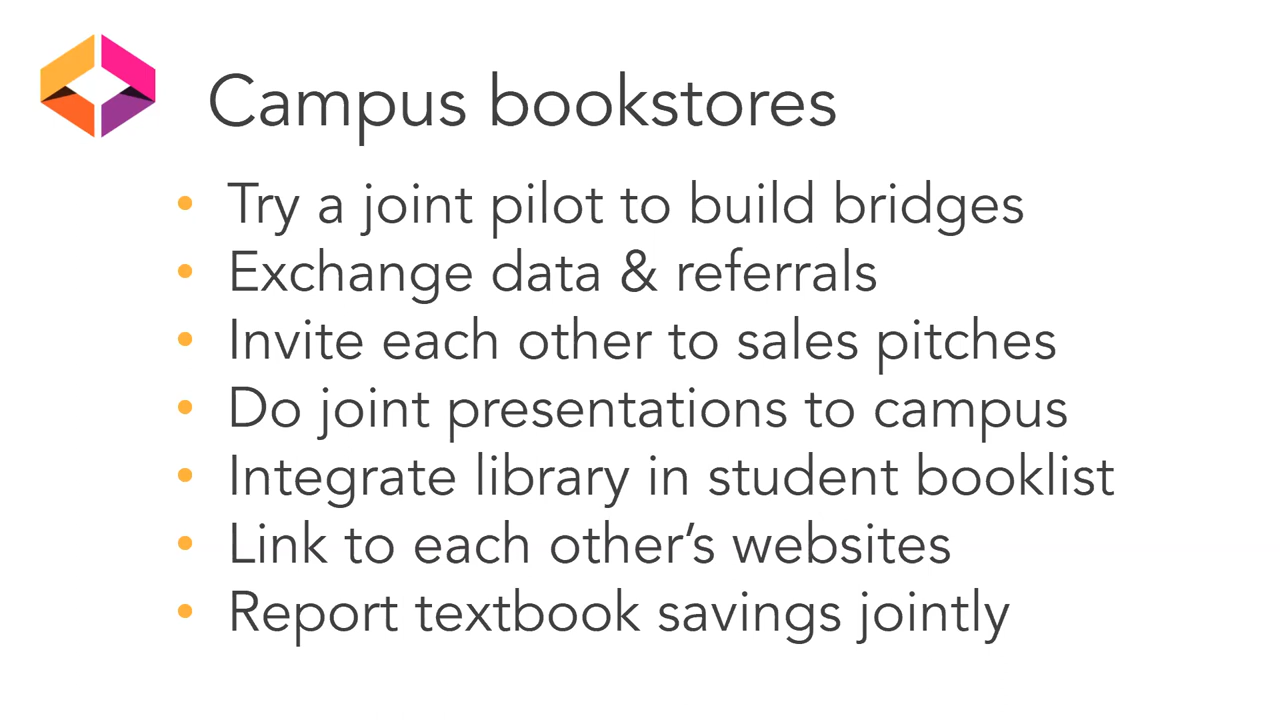 Campus bookstores
• Try a joint pilot to build bridges
• Exchange data & referrals
• Invite each other to sales pitches
• Do joint presentations to campus
• Integrate library in student booklist
• Link to each other’s websites
• Report textbook savings jointly